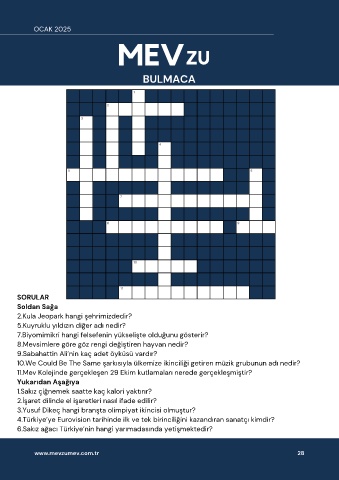 OCAK 2025
MEVZU
BULMACA
SORULAR
Soldan Sağa
2.Kula Jeopark hangi şehrimizdedir?
5.Kuyruklu yıldızın diğer adı nedir?
7.Biyomimikri hangi felsefenin yükselişte olduğunu gösterir?
8.Mevsimlere göre göz rengi değiştiren hayvan nedir?
9.Sabahattin Ali'nin kaç adet öyküsü vardır?
10.We Could Be The Same şarkısıyla ülkemize ikinciliği getiren müzik grubunun adı nedir?
11.Mev Kolejinde gerçekleşen 29 Ekim kutlamaları nerede gerçekleşmiştir?
Yukarıdan Aşağıya
1.Sakız çiğnemek saatte kaç kalori yaktırır?
2.İşaret dilinde el işaretleri nasıl ifade edilir?
3.Yusuf Dikeç hangi branşta olimpiyat ikincisi olmuştur?
4.Türkiye'ye Eurovision tarihinde ilk ve tek birinciliğini kazandıran sanatçı kimdir?
6.Sakız ağacı Türkiye'nin hangi yarımadasında yetişmektedir?
www.mevzumev.com.tr
28